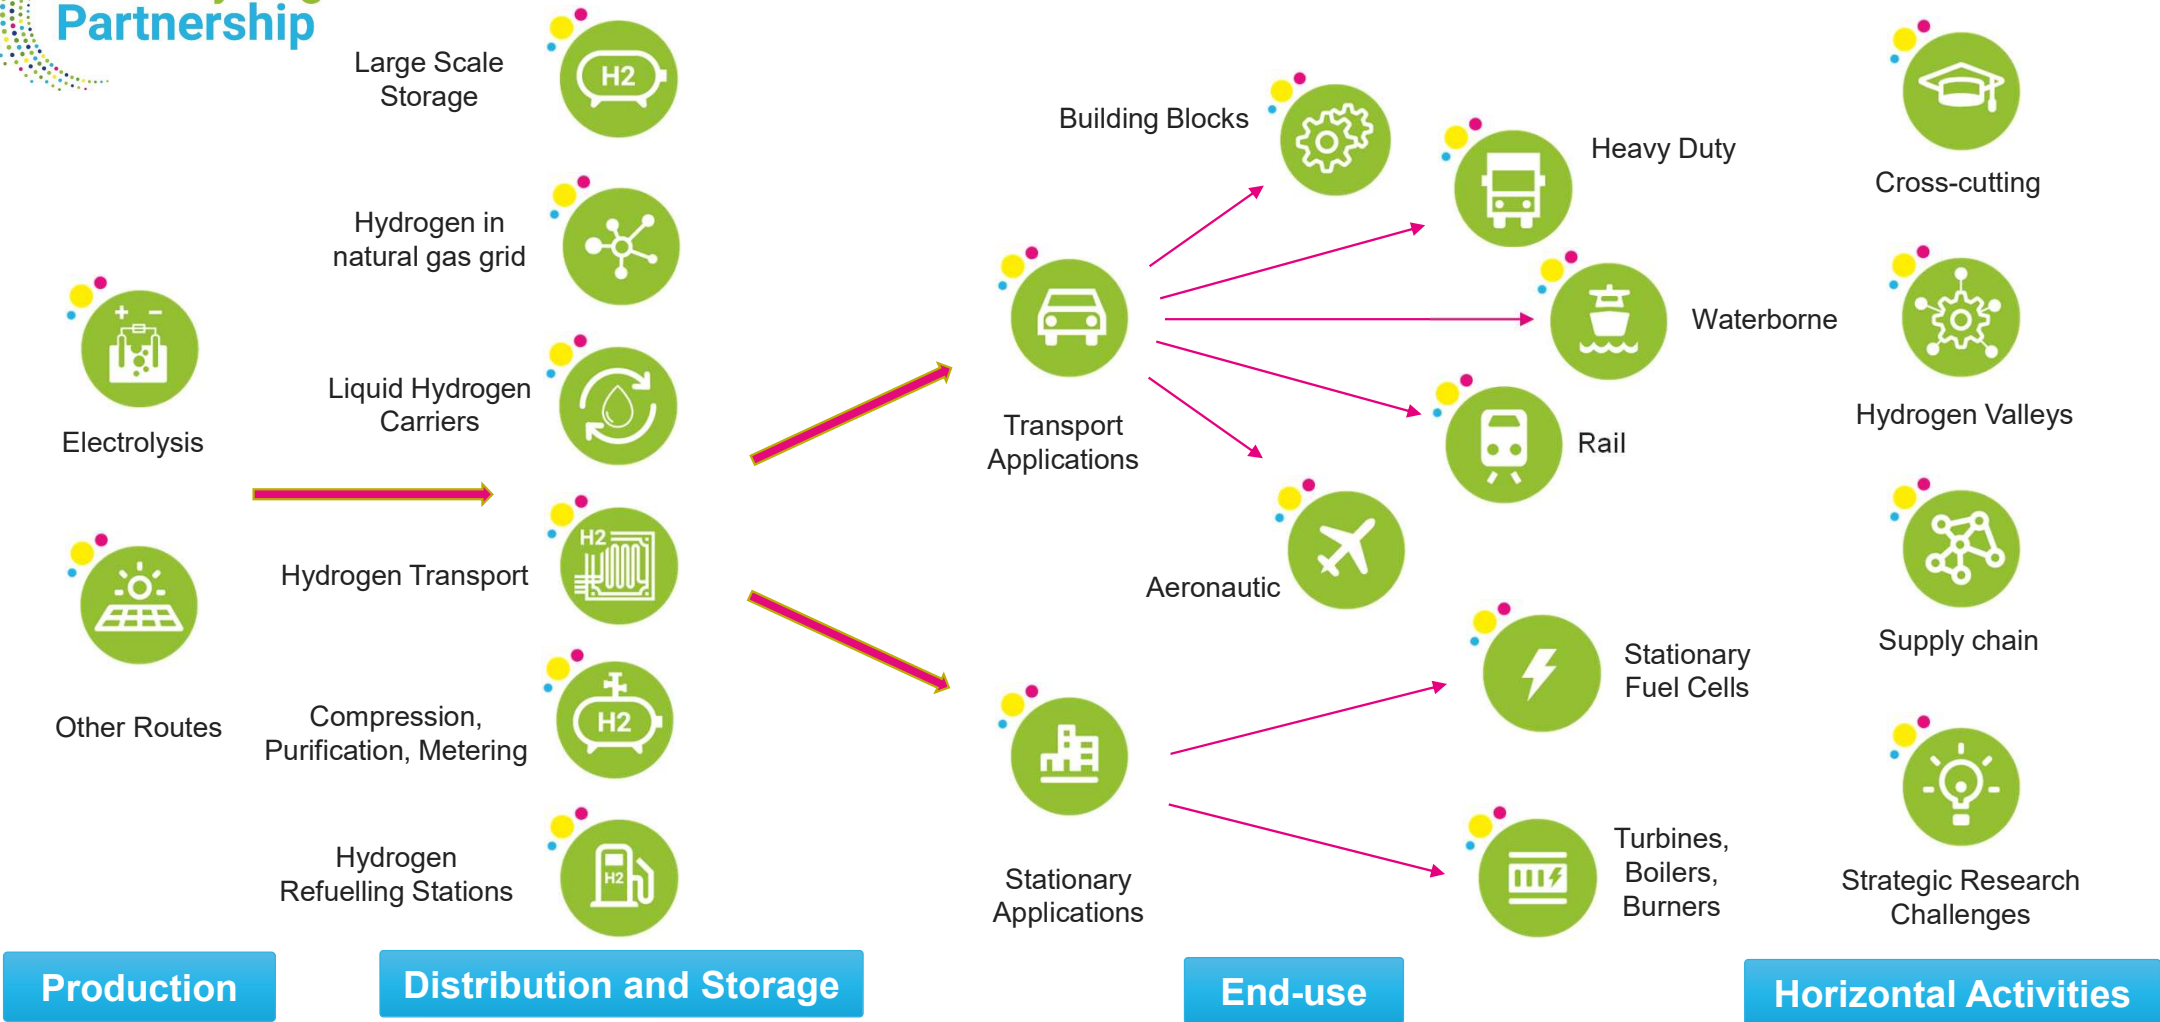 Partnership
Electrolysis
Other Routes
Production
Large Scale
Storage
H2
Hydrogen in
natural gas grid
Liquid Hydrogen
Carriers
Hydrogen Transport
H2
Compression,
Purification, Metering
H2
Hydrogen
Refuelling Stations
H2
Distribution and Storage
Transport
Applications
Building Blocks
Heavy Duty
Waterborne
Rail
Aeronautic
Stationary
Applications
Stationary
Fuel Cells
Turbines,
Boilers,
Burners
End-use
Cross-cutting
Hydrogen Valleys
Supply chain
Strategic Research
Challenges
Horizontal Activities